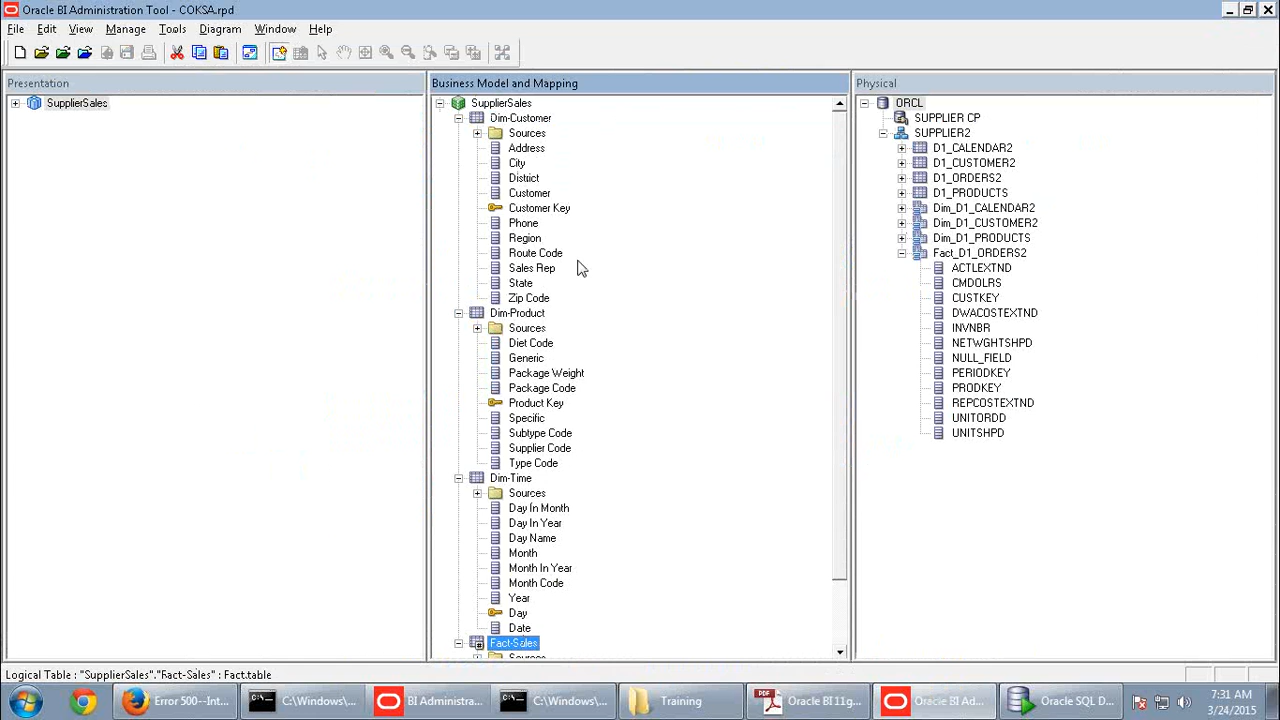 Oracle BI Administration Tool - COKSA.rpd
File Edit View Manage Tools Diagram Window Help
Presentation
SupplierSales
Business Model and Mapping
SupplierSales
Dim-Customer
Sources
Address
City
District
Customer
Customer Key
Phone
Region
Route Code
Sales Rep
State
Zip Code
Dim-Product
Sources
Diet Code
Generic
Package Weight
Package Code
Product Key
Specific
Subtype Code
Supplier Code
Type Code
Dim-Time
Sources
Day In Month
Day In Year
Day Name
Month
Month In Year
Month Code
Year
Day
Date
Fact-Sales
Sources
Physical
ORCL
SUPPLIER CP
SUPPLIER2
D1_CALENDAR2
D1_CUSTOMER2
D1_ORDERS2
D1_PRODUCTS
Dim_D1_CALENDAR2
Dim_D1_CUSTOMER2
Dim_D1_PRODUCTS
Fact_D1_ORDERS2
ACTLEXTND
CMDOLRS
CUSTKEY
DWACOSTEXTND
INVNBR
NETWGHTSHPD
NULL_FIELD
PERIODKEY
PRODKEY
REPCOSTEXTND
UNITORDD
UNITSHPD
Logical Table : "SupplierSales"."Fact-Sales" : Fact.table
Error 500--Int... C:\Windows\... BI Administra... C:\Windows\... Training Oracle BI 11g... Oracle BI Ad... Oracle SQL D...
7:31 AM
3/24/2015